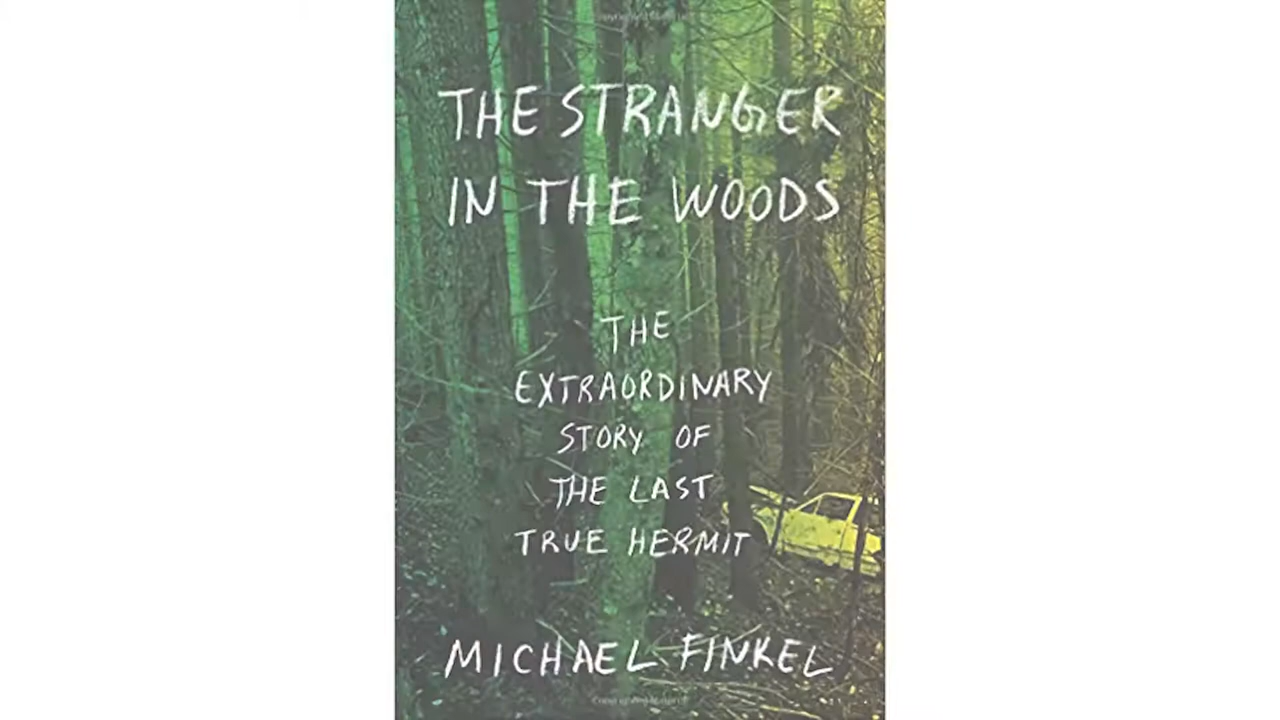 THE STRANGER
IN THE WOODS
THE
EXTRAORDINARY
STORY OF
THE LAST
TRUE HERMIT
MICHAEL FINKEL